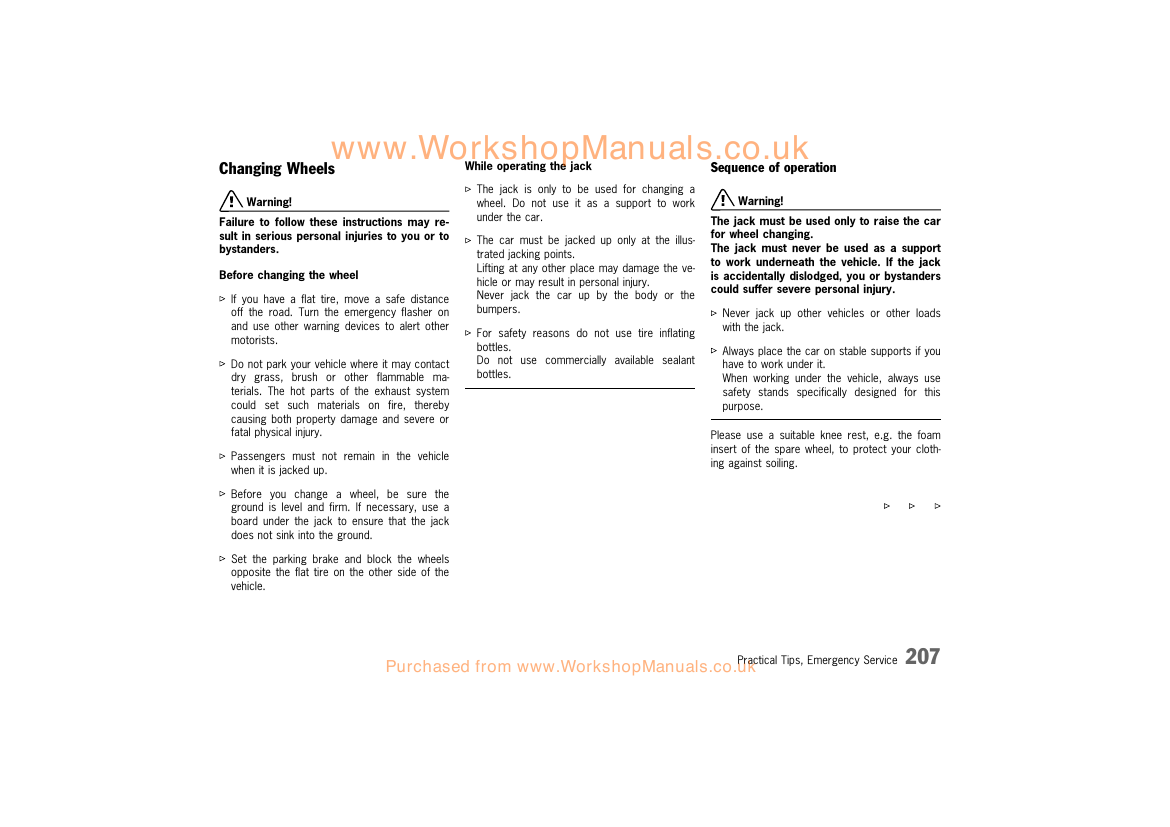 www.WorkshopManuals.co.uk
Changing Wheels
Warning!
Failure to follow these instructions may re-
sult in serious personal injuries to you or to
bystanders.
Before changing the wheel
▷ If you have a flat tire, move a safe distance
off the road. Turn the emergency flasher on
and use other warning devices to alert other
motorists.
▷ Do not park your vehicle where it may contact
dry grass, brush or other flammable ma-
terials. The hot parts of the exhaust system
could set such materials on fire, thereby
causing both property damage and severe or
fatal physical injury.
▷ Passengers must not remain in the vehicle
when it is jacked up.
▷ Before you change a wheel, be sure the
ground is level and firm. If necessary, use a
board under the jack to ensure that the jack
does not sink into the ground.
▷ Set the parking brake and block the wheels
opposite the flat tire on the other side of the
vehicle.
While operating the jack
▷ The jack is only to be used for changing a
wheel. Do not use it as a support to work
under the car.
▷ The car must be jacked up only at the illus-
trated jacking points.
Lifting at any other place may damage the ve-
hicle or may result in personal injury.
Never jack the car up by the body or the
bumpers.
▷ For safety reasons do not use tire inflating
bottles.
Do not use commercially available sealant
bottles.
Sequence of operation
Warning!
The jack must be used only to raise the car
for wheel changing.
The jack must never be used as a support
to work underneath the vehicle. If the jack
is accidentally dislodged, you or bystanders
could suffer severe personal injury.
▷ Never jack up other vehicles or other loads
with the jack.
▷ Always place the car on stable supports if you
have to work under it.
When working under the vehicle, always use
safety stands specifically designed for this
purpose.
Please use a suitable knee rest, e.g. the foam
insert of the spare wheel, to protect your cloth-
ing against soiling.
▷ ▷ ▷
Practical Tips, Emergency Service 207
Purchased from www.WorkshopManuals.co.uk